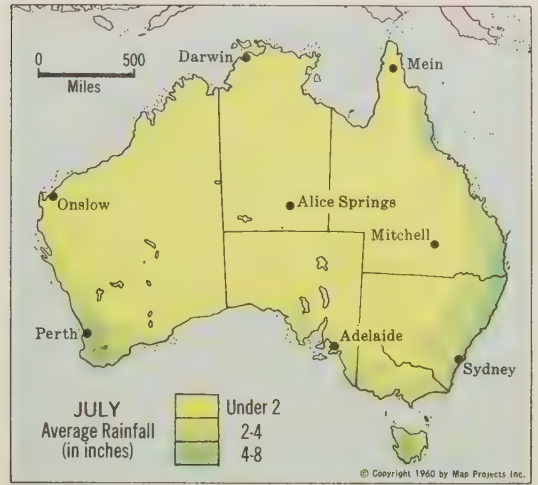 Darwin
Mein
0 500
Miles
Onslow
Alice Springs
Mitchell
Perth
Adelaide
Sydney
JULY
Average Rainfall
(in inches)
Under 2
2-4
4-8
© Copyright 1960 by Map Projects Inc.